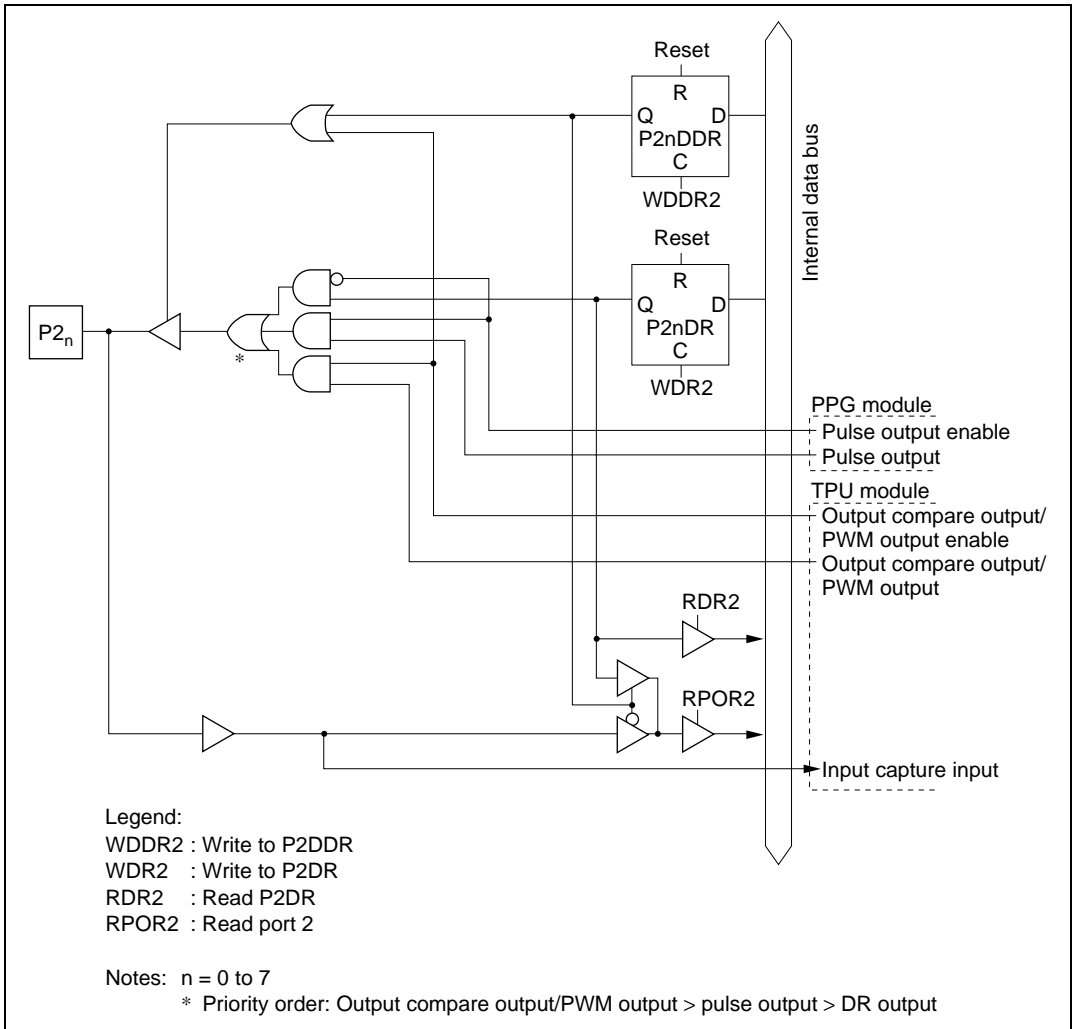 Reset
R
Q D
P2nDDR
C
WDDR2
Reset
R
Q D
P2nDR
C
WDR2
Internal data bus
P2n
*
PPG module
Pulse output enable
Pulse output
TPU module
Output compare output/
PWM output enable
Output compare output/
PWM output
RDR2
RPOR2
Input capture input
Legend:
WDDR2 : Write to P2DDR
WDR2 : Write to P2DR
RDR2 : Read P2DR
RPOR2 : Read port 2
Notes: n = 0 to 7
* Priority order: Output compare output/PWM output > pulse output > DR output